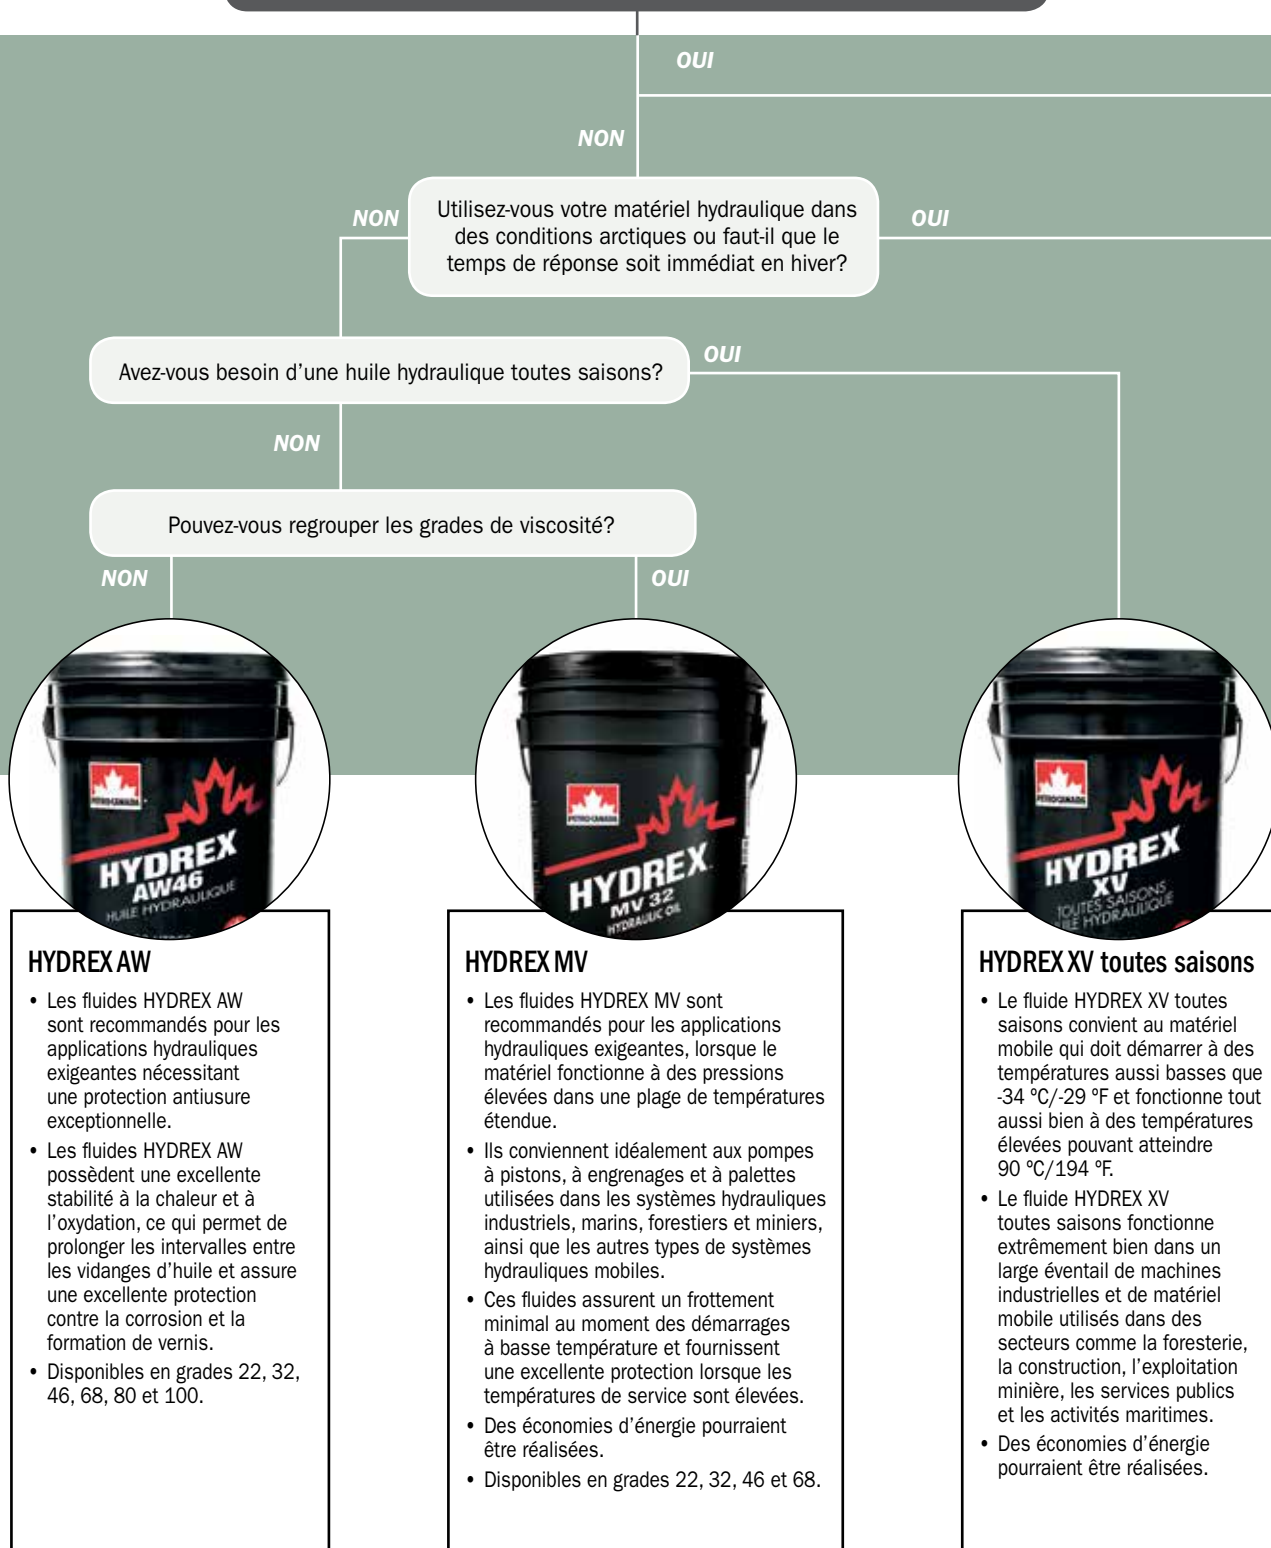 OUI
NON
NON
Utilisez-vous votre matériel hydraulique dans
des conditions arctiques ou faut-il que le
temps de réponse soit immédiat en hiver?
OUI
Avez-vous besoin d’une huile hydraulique toutes saisons?
OUI
NON
Pouvez-vous regrouper les grades de viscosité?
NON
OUI
PETRO-CANADA
HYDREX
AW46
HUILE HYDRAULIQUE
PETRO-CANADA
HYDREX
MV 32
HYDRAULIC OIL
PETRO-CANADA
HYDREX
XV
TOUTES SAISONS
HYDRAULIQUE
HYDREX AW
• Les fluides HYDREX AW
sont recommandés pour les
applications hydrauliques
exigeantes nécessitant
une protection antiusure
exceptionnelle.
• Les fluides HYDREX AW
possèdent une excellente
stabilité à la chaleur et à
l’oxydation, ce qui permet de
prolonger les intervalles entre
les vidanges d’huile et assure
une excellente protection
contre la corrosion et la
formation de vernis.
• Disponibles en grades 22, 32,
46, 68, 80 et 100.
HYDREX MV
• Les fluides HYDREX MV sont
recommandés pour les applications
hydrauliques exigeantes, lorsque le
matériel fonctionne à des pressions
élevées dans une plage de températures
étendue.
• Ils conviennent idéalement aux pompes
à pistons, à engrenages et à palettes
utilisées dans les systèmes hydrauliques
industriels, marins, forestiers et miniers,
ainsi que les autres types de systèmes
hydrauliques mobiles.
• Ces fluides assurent un frottement
minimal au moment des démarrages
à basse température et fournissent
une excellente protection lorsque les
températures de service sont élevées.
• Des économies d’énergie pourraient
être réalisées.
• Disponibles en grades 22, 32, 46 et 68.
HYDREX XV toutes saisons
• Le fluide HYDREX XV toutes
saisons convient au matériel
mobile qui doit démarrer à des
températures aussi basses que
-34 ºC/-29 ºF et fonctionne tout
aussi bien à des températures
élevées pouvant atteindre
90 ºC/194 ºF.
• Le fluide HYDREX XV
toutes saisons fonctionne
extrêmement bien dans un
large éventail de machines
industrielles et de matériel
mobile utilisés dans des
secteurs comme la foresterie,
la construction, l’exploitation
minière, les services publics
et les activités maritimes.
• Des économies d’énergie
pourraient être réalisées.